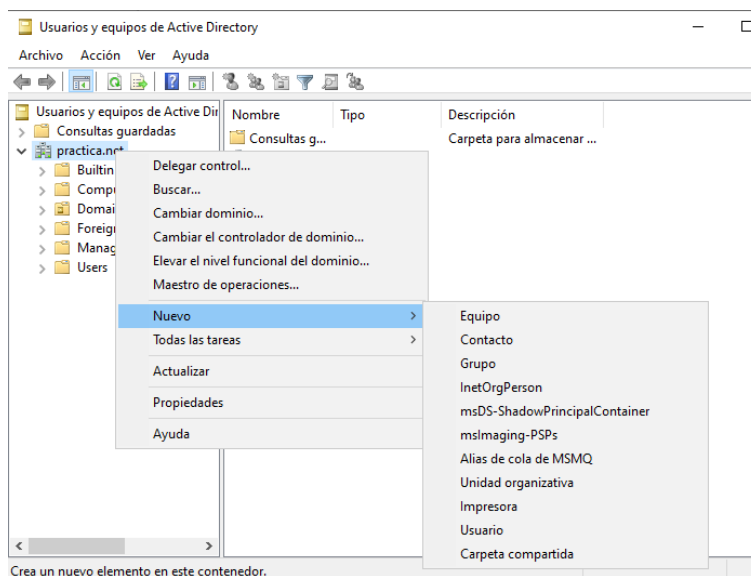 Usuarios y equipos de Active Directory
Archivo Acción Ver Ayuda
Usuarios y equipos de Active Dir
Consultas guardadas
practica.net
Builtin
Compu
Domai
Foreig
Manag
Users
Nombre Tipo Descripción
Consultas g... Carpeta para almacenar ...
Delegar control...
Buscar...
Cambiar dominio...
Cambiar el controlador de dominio...
Elevar el nivel funcional del dominio...
Maestro de operaciones...
Nuevo
Todas las tareas
Actualizar
Propiedades
Ayuda
Equipo
Contacto
Grupo
InetOrgPerson
msDS-ShadowPrincipalContainer
msImaging-PSPs
Alias de cola de MSMQ
Unidad organizativa
Impresora
Usuario
Carpeta compartida
Crea un nuevo elemento en este contenedor.